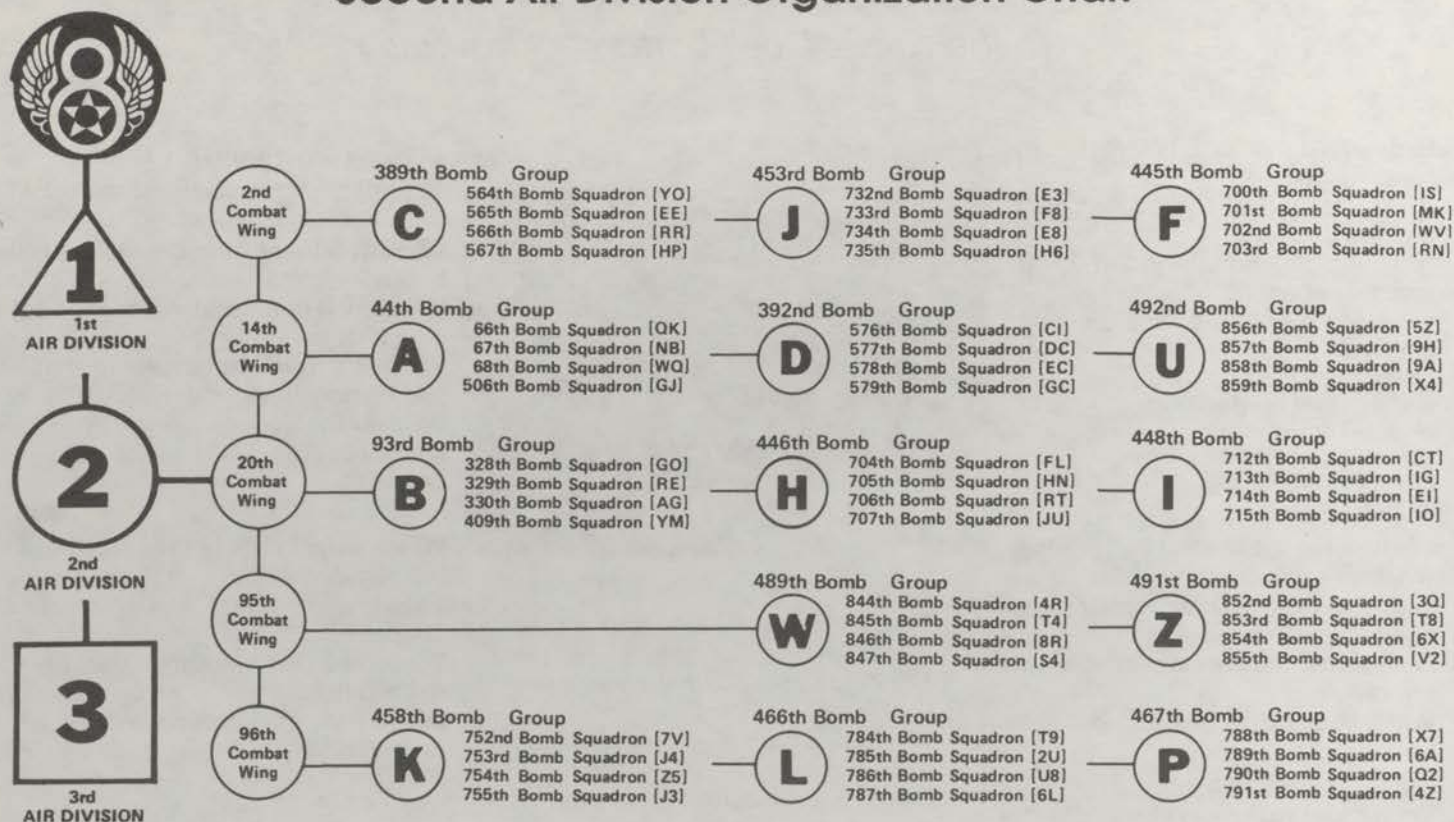 Second Air Division Organization Chart
8
1
1st
AIR DIVISION
2
2nd
AIR DIVISION
3
3rd
AIR DIVISION
2nd
Combat
Wing
389th Bomb Group
C
564th Bomb Squadron [YO]
565th Bomb Squadron [EE]
566th Bomb Squadron [RR]
567th Bomb Squadron [HP]
453rd Bomb Group
J
732nd Bomb Squadron [E3]
733rd Bomb Squadron [F8]
734th Bomb Squadron [E8]
735th Bomb Squadron [H6]
445th Bomb Group
F
700th Bomb Squadron [IS]
701st Bomb Squadron [MK]
702nd Bomb Squadron [WV]
703rd Bomb Squadron [RN]
14th
Combat
Wing
44th Bomb Group
A
66th Bomb Squadron [QK]
67th Bomb Squadron [NB]
68th Bomb Squadron [WQ]
506th Bomb Squadron [GJ]
392nd Bomb Group
D
576th Bomb Squadron [CI]
577th Bomb Squadron [DC]
578th Bomb Squadron [EC]
579th Bomb Squadron [GC]
492nd Bomb Group
U
856th Bomb Squadron [5Z]
857th Bomb Squadron [9H]
858th Bomb Squadron [9A]
859th Bomb Squadron [X4]
20th
Combat
Wing
93rd Bomb Group
B
328th Bomb Squadron [GO]
329th Bomb Squadron [RE]
330th Bomb Squadron [AG]
409th Bomb Squadron [YM]
446th Bomb Group
H
704th Bomb Squadron [FL]
705th Bomb Squadron [HN]
706th Bomb Squadron [RT]
707th Bomb Squadron [JU]
448th Bomb Group
I
712th Bomb Squadron [CT]
713th Bomb Squadron [IG]
714th Bomb Squadron [EI]
715th Bomb Squadron [IO]
95th
Combat
Wing
489th Bomb Group
W
844th Bomb Squadron [4R]
845th Bomb Squadron [T4]
846th Bomb Squadron [8R]
847th Bomb Squadron [S4]
491st Bomb Group
Z
852nd Bomb Squadron [3Q]
853rd Bomb Squadron [T8]
854th Bomb Squadron [6X]
855th Bomb Squadron [V2]
96th
Combat
Wing
458th Bomb Group
K
752nd Bomb Squadron [7V]
753rd Bomb Squadron [J4]
754th Bomb Squadron [Z5]
755th Bomb Squadron [J3]
466th Bomb Group
L
784th Bomb Squadron [T9]
785th Bomb Squadron [2U]
786th Bomb Squadron [U8]
787th Bomb Squadron [6L]
467th Bomb Group
P
788th Bomb Squadron [X7]
789th Bomb Squadron [6A]
790th Bomb Squadron [Q2]
791st Bomb Squadron [4Z]